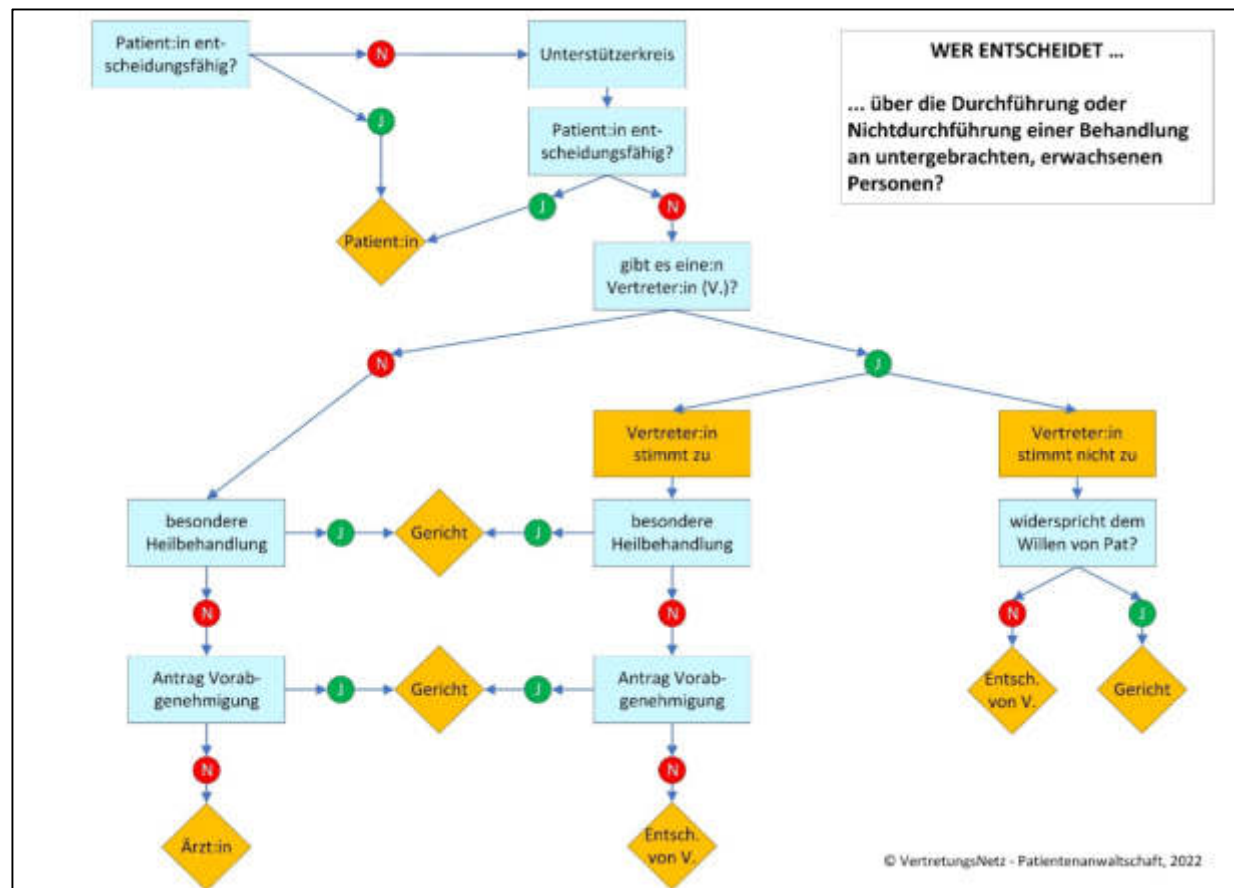 Patient:in ent-
scheidungsfähig?
N
Unterstützerkreis
WER ENTSCHEIDET ...
... über die Durchführung oder
Nichtdurchführung einer Behandlung
an untergebrachten, erwachsenen
Personen?
J
Patient:in ent-
scheidungsfähig?
J
N
Patient:in
gibt es eine:n
Vertreter:in (V.)?
N
J
Vertreter:in
stimmt zu
Vertreter:in
stimmt nicht zu
besondere
Heilbehandlung
J
Gericht
J
besondere
Heilbehandlung
widerspricht dem
Willen von Pat?
N
N
N
J
Antrag Vorab-
genehmigung
J
Gericht
J
Antrag Vorab-
genehmigung
Entsch.
von V.
Gericht
N
N
Ärzt:in
Entsch.
von V.
© VertretungsNetz - Patientenanwaltschaft, 2022